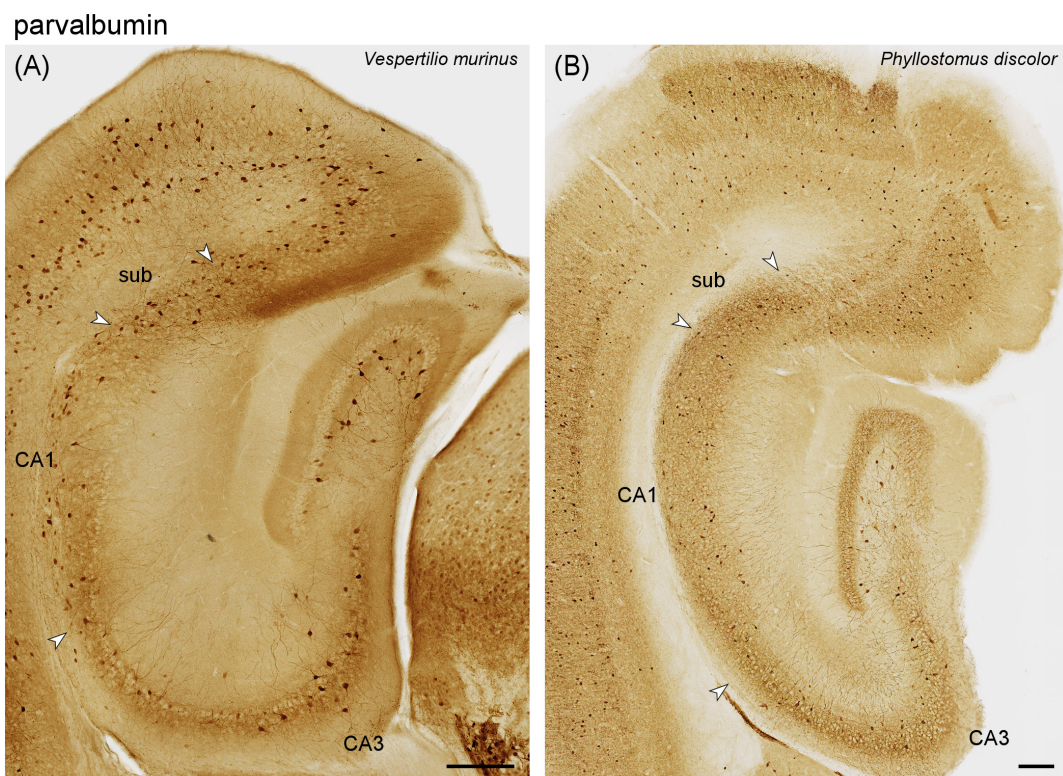 parvalbumin
(A)
Vespertilio murinus
sub
CA1
CA3
(B)
Phyllostomus discolor
sub
CA1
CA3